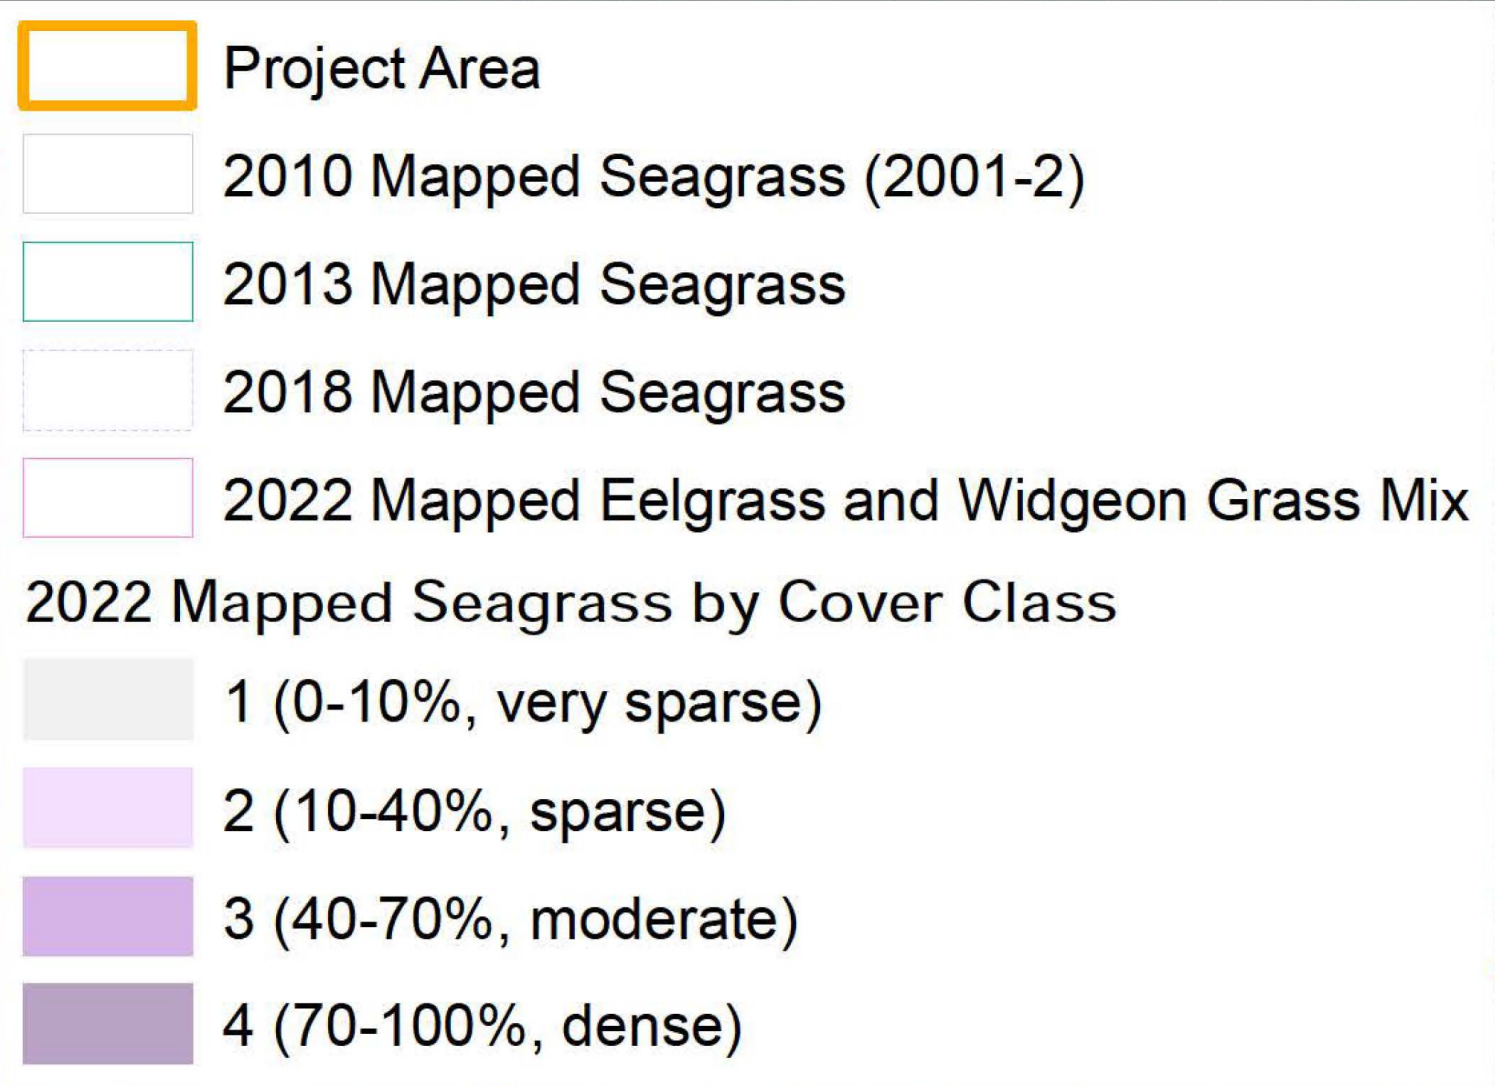 Project Area
2010 Mapped Seagrass (2001-2)
2013 Mapped Seagrass
2018 Mapped Seagrass
2022 Mapped Eelgrass and Widgeon Grass Mix
2022 Mapped Seagrass by Cover Class
1 (0-10%, very sparse)
2 (10-40%, sparse)
3 (40-70%, moderate)
4 (70-100%, dense)